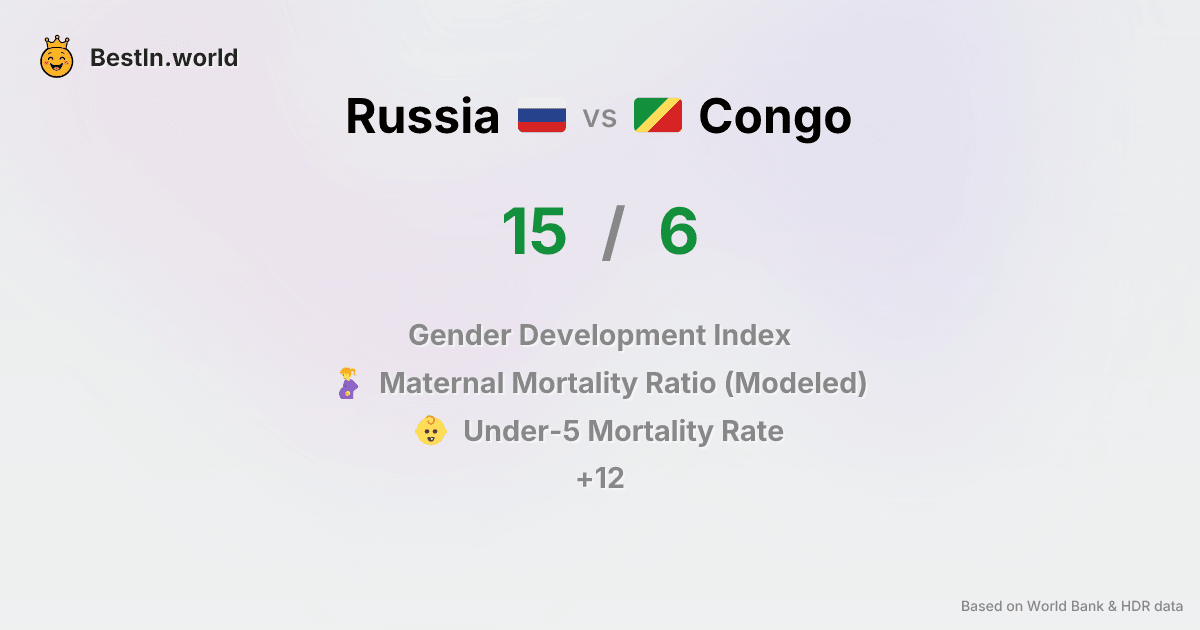 BestIn.world
Russia vs Congo
15 / 6
Gender Development Index
Maternal Mortality Ratio (Modeled)
Under-5 Mortality Rate
+12
Based on World Bank & HDR data